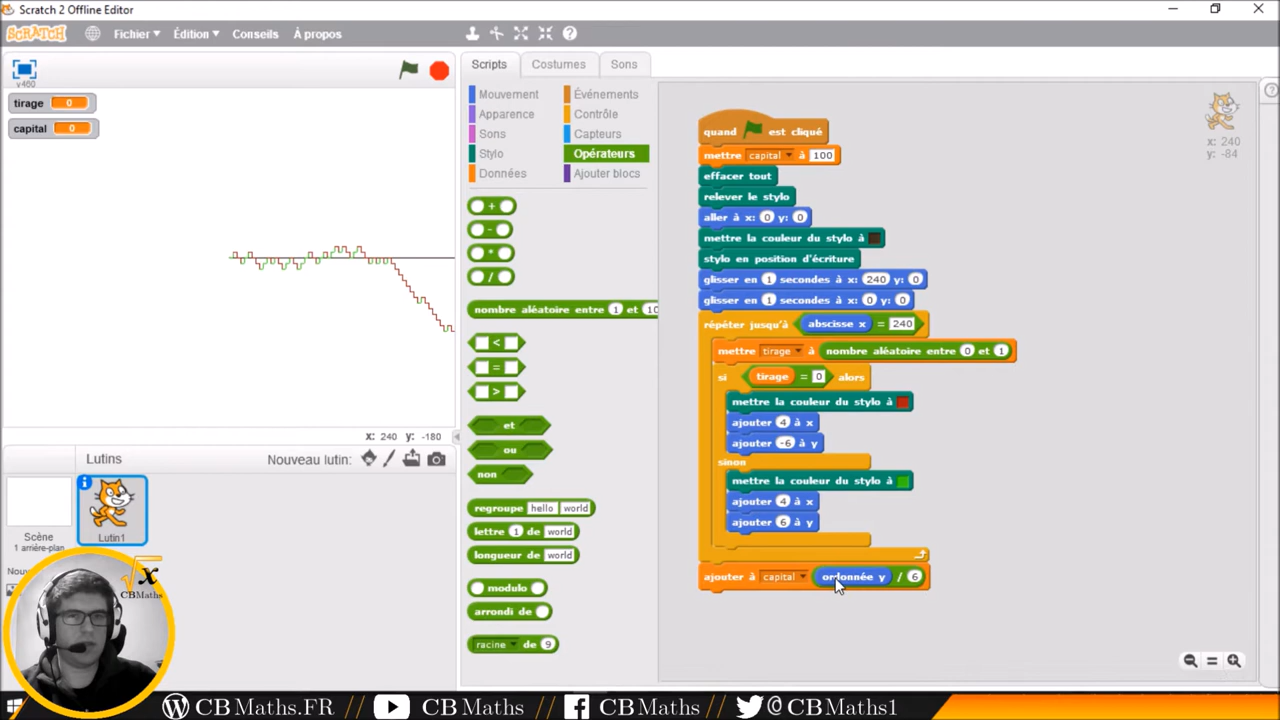 Scratch 2 Offline Editor
SCRATCH Fichier Édition Conseils À propos
v460
tirage 0
capital 0
x: 240 y: -180
Lutins Nouveau lutin:
Scène
1 arrière-plan
Lutin1
CBMaths
Scripts Costumes Sons
Mouvement Événements
Apparence Contrôle
Sons Capteurs
Stylo Opérateurs
Données Ajouter blocs
+
-
*
/
nombre aléatoire entre 1 et 10
<
=
>
et
ou
non
regroupe hello world
lettre 1 de world
longueur de world
modulo
arrondi de
racine de 9
quand est cliqué
mettre capital à 100
effacer tout
relever le stylo
aller à x: 0 y: 0
mettre la couleur du stylo à
stylo en position d'écriture
glisser en 1 secondes à x: 240 y: 0
glisser en 1 secondes à x: 0 y: 0
répéter jusqu'à abscisse x = 240
mettre tirage à nombre aléatoire entre 0 et 1
si tirage = 0 alors
mettre la couleur du stylo à
ajouter 4 à x
ajouter -6 à y
sinon
mettre la couleur du stylo à
ajouter 4 à x
ajouter 6 à y
ajouter à capital ordonnée y / 6
x: 240
y: -84
CBMaths.FR CBMaths CBMaths @CBMaths1